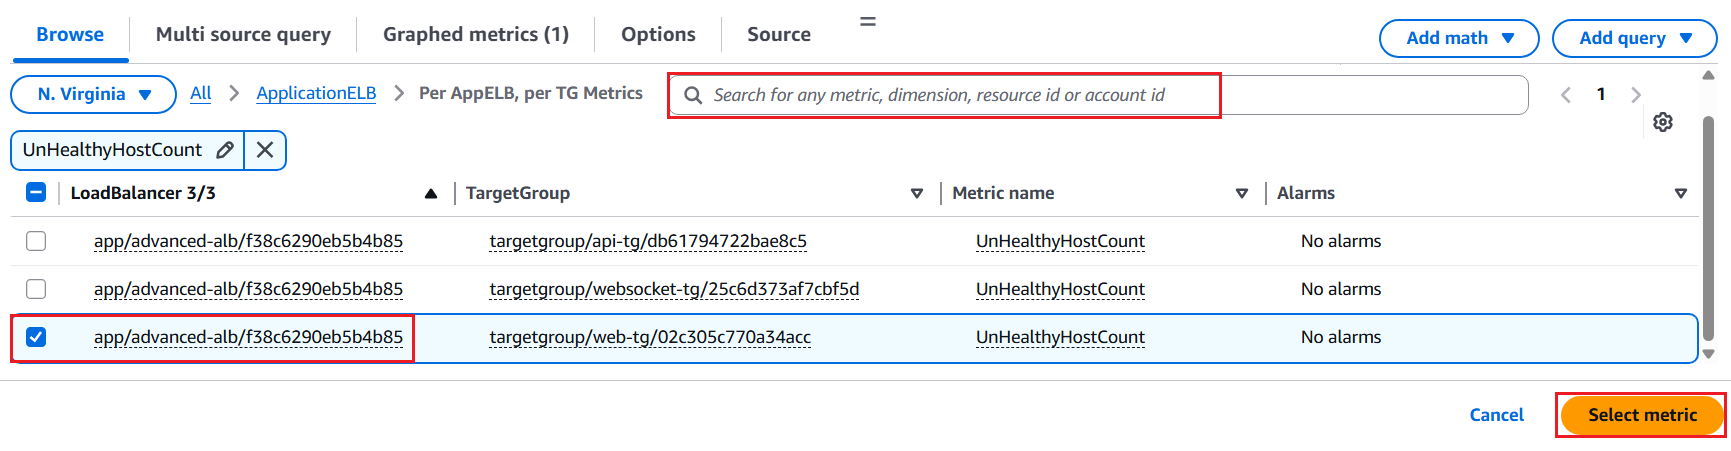 Browse Multi source query Graphed metrics (1) Options Source Add math Add query
N. Virginia All ApplicationELB Per AppELB, per TG Metrics Search for any metric, dimension, resource id or account id 1
UnHealthyHostCount
LoadBalancer 3/3 TargetGroup Metric name Alarms
app/advanced-alb/f38c6290eb5b4b85 targetgroup/api-tg/db61794722bae8c5 UnHealthyHostCount No alarms
app/advanced-alb/f38c6290eb5b4b85 targetgroup/websocket-tg/25c6d373af7cbf5d UnHealthyHostCount No alarms
app/advanced-alb/f38c6290eb5b4b85 targetgroup/web-tg/02c305c770a34acc UnHealthyHostCount No alarms
Cancel Select metric